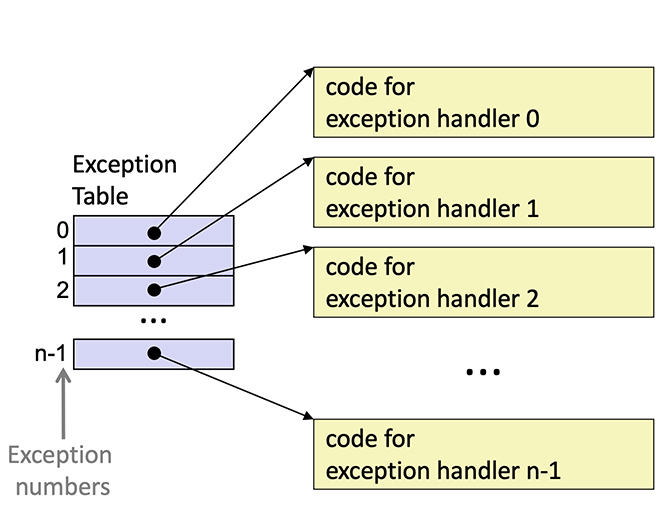 code for
exception handler 0
Exception
Table
code for
exception handler 1
0
1
2
code for
exception handler 2
...
n-1
...
Exception
numbers
code for
exception handler n-1